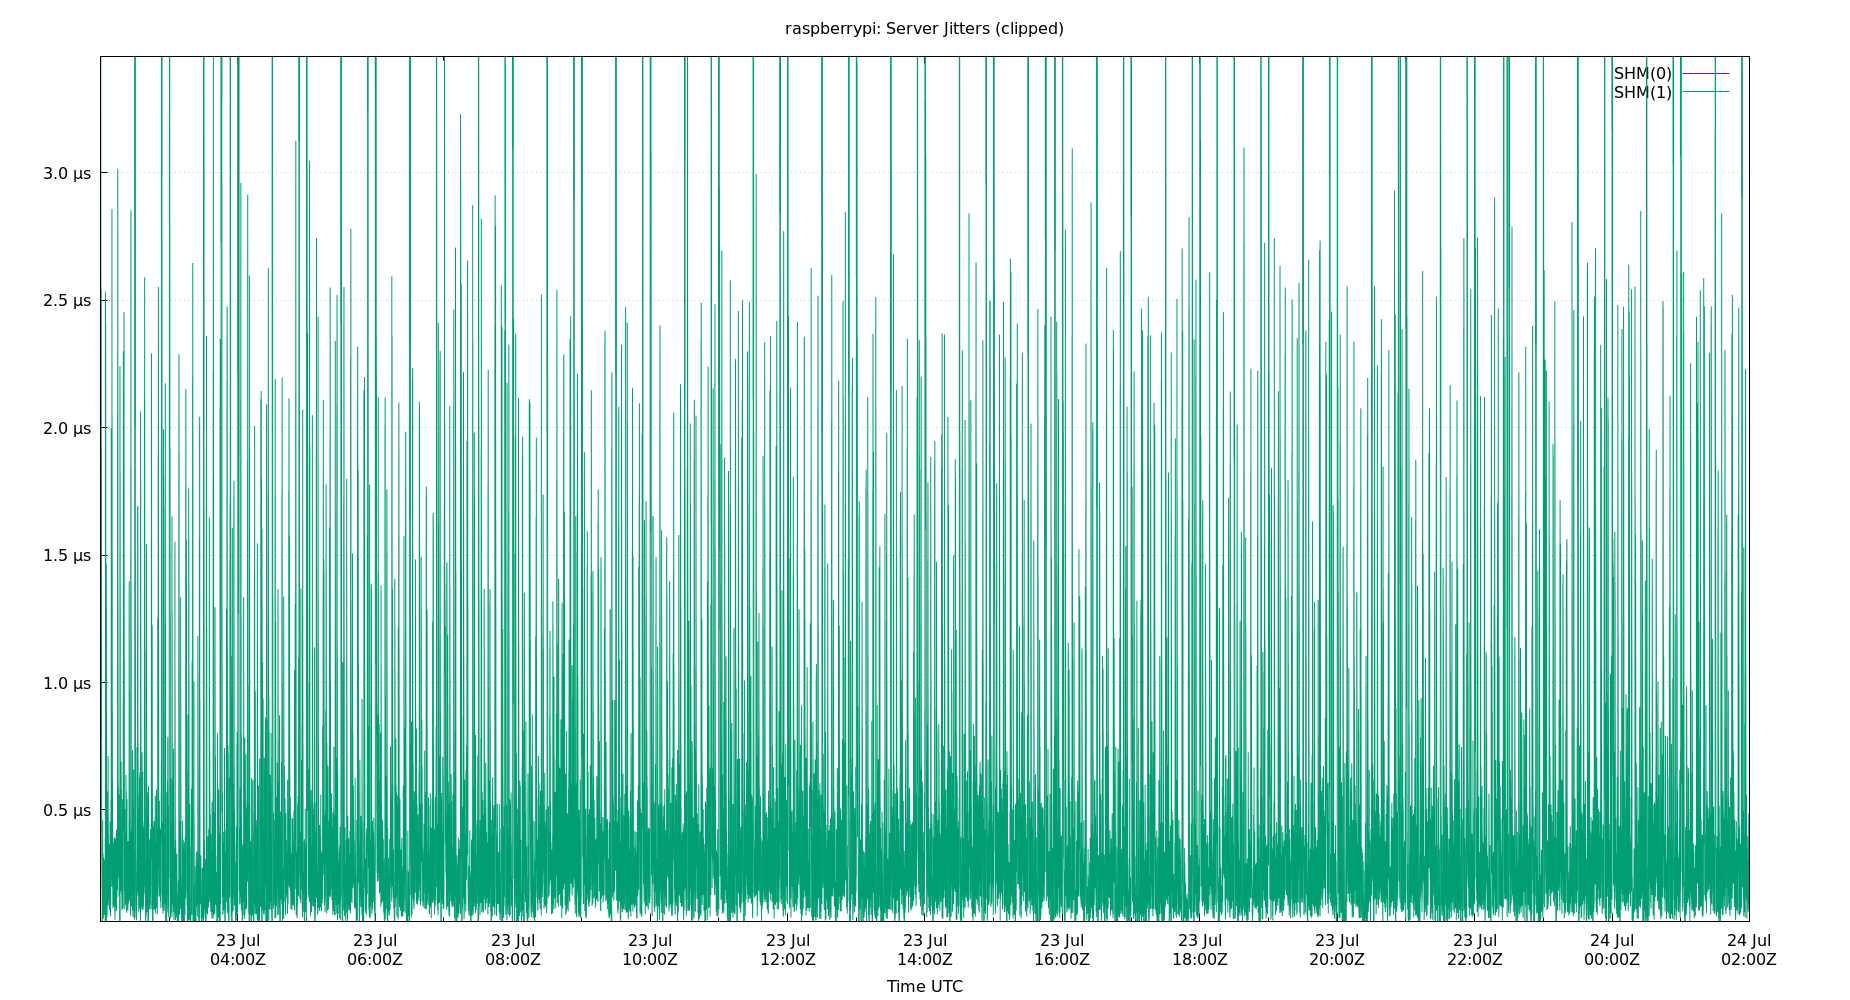 raspberrypi: Server Jitters (clipped)
SHM(0)
SHM(1)
3.0 µs
2.5 µs
2.0 µs
1.5 µs
1.0 µs
0.5 µs
23 Jul 23 Jul 23 Jul 23 Jul 23 Jul 23 Jul 23 Jul 23 Jul 23 Jul 23 Jul 24 Jul 24 Jul
04:00Z 06:00Z 08:00Z 10:00Z 12:00Z 14:00Z 16:00Z 18:00Z 20:00Z 22:00Z 00:00Z 02:00Z
Time UTC